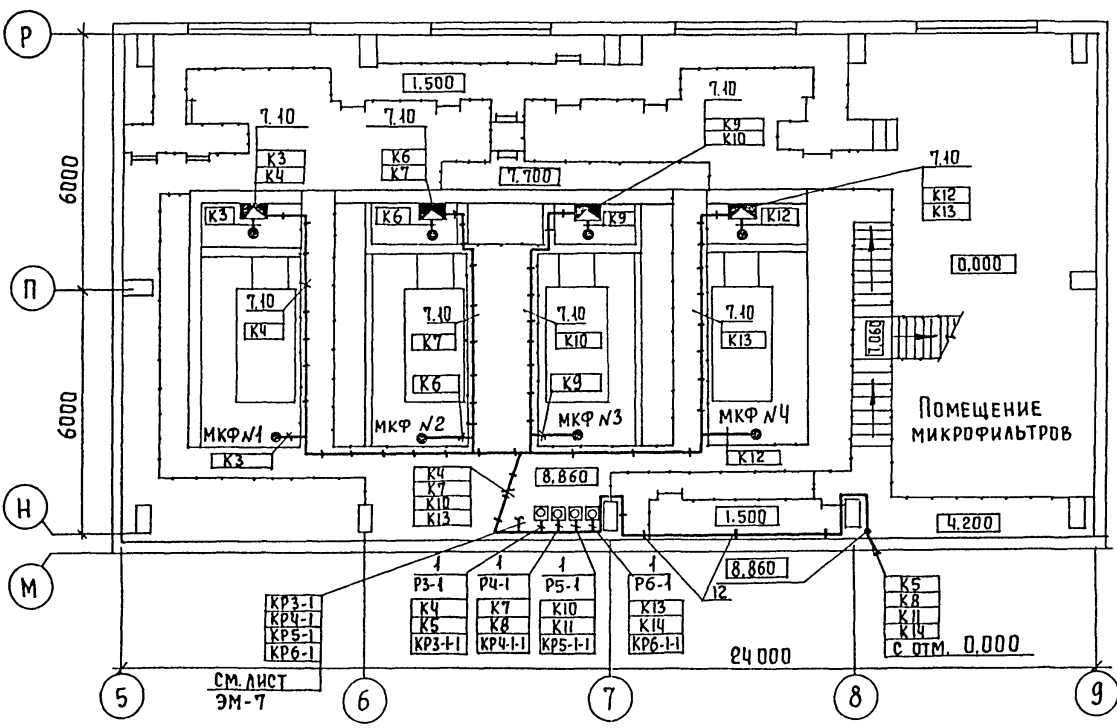 Р
1.500
7.10
7.10
7.10
К3
К4
К6
К7
К9
К10
7.10
К12
К13
7.700
6000
К3
К6
К9
К12
0.000
П
7.10
К4
7.10
К7
7.10
К10
7.10
К13
7.060
К6
К9
6000
МКФ №1
МКФ №2
МКФ №3
МКФ №4
ПОМЕЩЕНИЕ
МИКРОФИЛЬТРОВ
К3
К12
К4
К7
К10
К13
8,860
Н
1.500
4.200
М
8,860
12
1
Р3-1
К4
К5
КР3-1-1
1
Р4-1
К7
К8
КР4-1-1
1
Р5-1
К10
К11
КР5-1-1
1
Р6-1
К13
К14
КР6-1-1
КР3-1
КР4-1
КР5-1
КР6-1
СМ. ЛИСТ
ЭМ-7
К5
К8
К11
К14
С ОТМ. 0,000
24 000
5
6
7
8
9